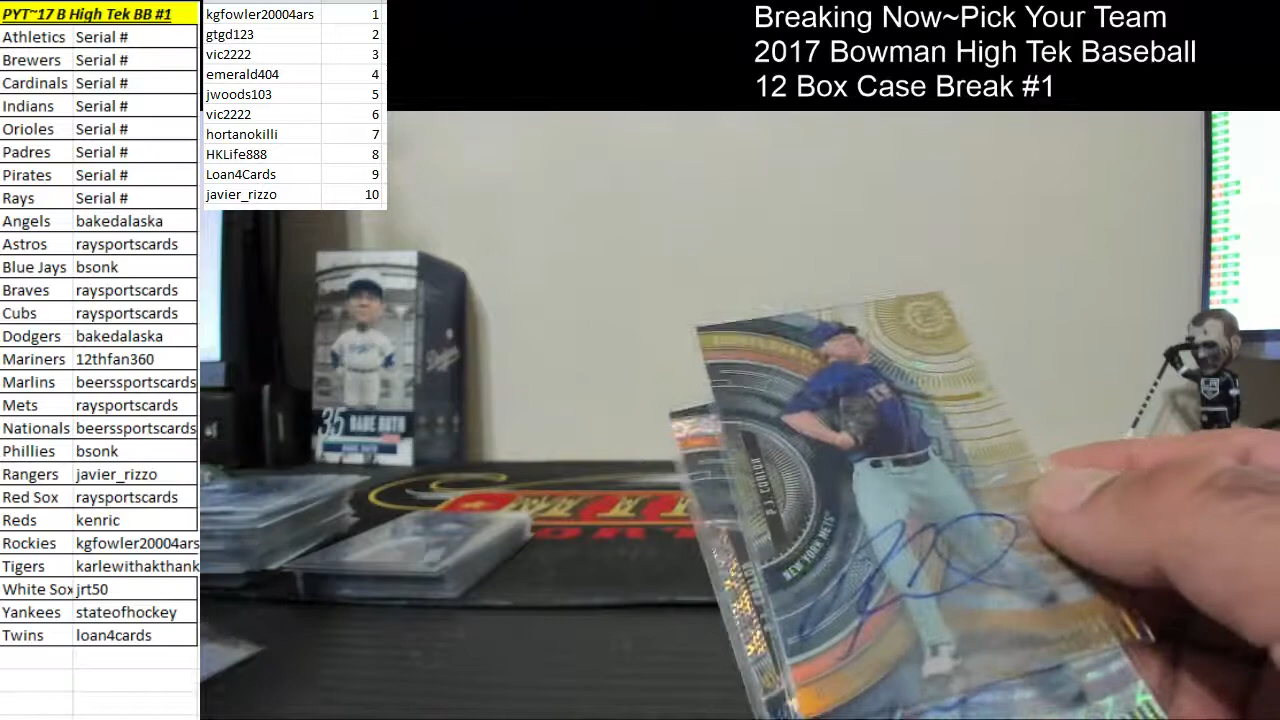 PYT~17 B High Tek BB #1
Athletics Serial #
Brewers Serial #
Cardinals Serial #
Indians Serial #
Orioles Serial #
Padres Serial #
Pirates Serial #
Rays Serial #
Angels bakedalaska
Astros raysportscards
Blue Jays bsonk
Braves raysportscards
Cubs raysportscards
Dodgers bakedalaska
Mariners 12thfan360
Marlins beerssportscards
Mets raysportscards
Nationals beerssportscards
Phillies bsonk
Rangers javier_rizzo
Red Sox raysportscards
Reds kenric
Rockies kgfowler20004ars
Tigers karlewithakthank
White Sox jrt50
Yankees stateofhockey
Twins loan4cards
kgfowler20004ars 1
gtgd123 2
vic2222 3
emerald404 4
jwoods103 5
vic2222 6
hortanokilli 7
HKLife888 8
Loan4Cards 9
javier_rizzo 10
Breaking Now~Pick Your Team
2017 Bowman High Tek Baseball
12 Box Case Break #1
35 BABE RUTH
Dodgers
P.J. CONLON
NEW YORK METS